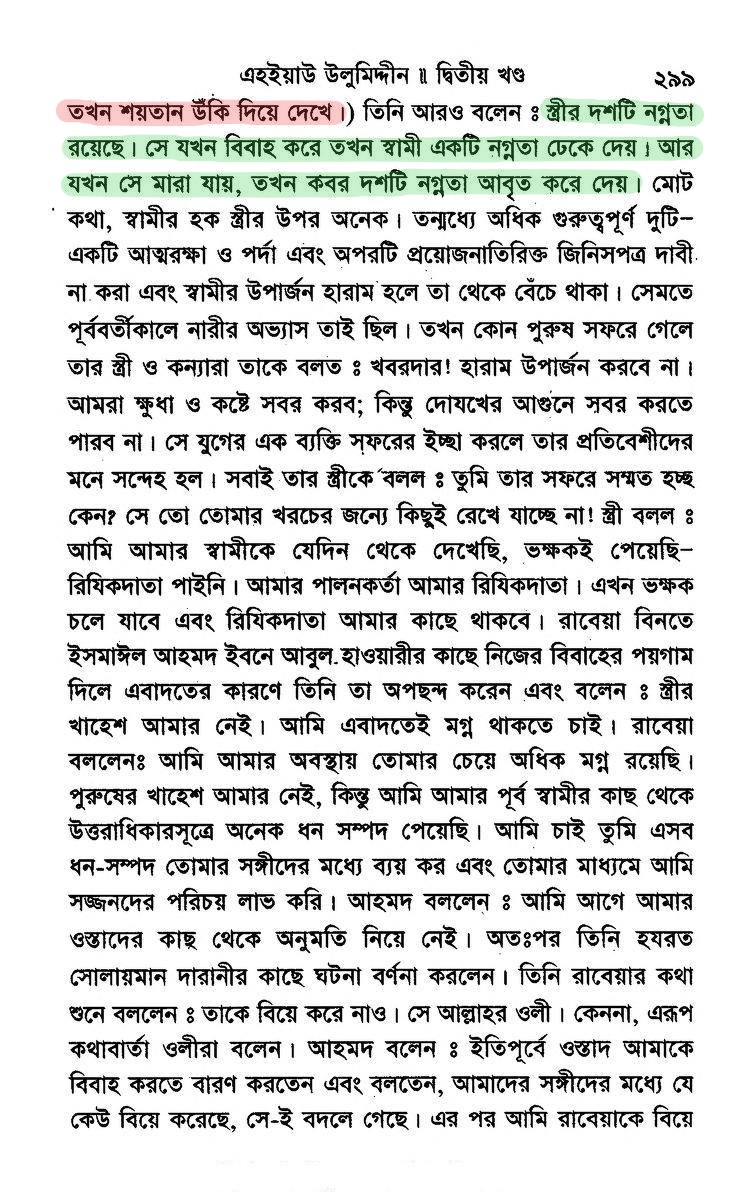 এহইয়াউ উলুমিদ্দীন ॥ দ্বিতীয় খণ্ড ২৯৯
তখন শয়তান উঁকি দিয়ে দেখে।) তিনি আরও বলেন ঃ স্ত্রীর দশটি নগ্নতা
রয়েছে। সে যখন বিবাহ করে তখন স্বামী একটি নগ্নতা ঢেকে দেয়। আর
যখন সে মারা যায়, তখন কবর দশটি নগ্নতা আবৃত করে দেয়। মোট
কথা, স্বামীর হক স্ত্রীর উপর অনেক। তন্মধ্যে অধিক গুরুত্বপূর্ণ দুটি–
একটি আত্মরক্ষা ও পর্দা এবং অপরটি প্রয়োজনাতিরিক্ত জিনিসপত্র দাবী
না করা এবং স্বামীর উপার্জন হারাম হলে তা থেকে বেঁচে থাকা। সেমতে
পূর্ববর্তীকালে নারীর অভ্যাস তাই ছিল। তখন কোন পুরুষ সফরে গেলে
তার স্ত্রী ও কন্যারা তাকে বলত ঃ খবরদার! হারাম উপার্জন করবে না।
আমরা ক্ষুধা ও কষ্টে সবর করব; কিন্তু দোযখের আগুনে সবর করতে
পারব না। সে যুগের এক ব্যক্তি সফরের ইচ্ছা করলে তার প্রতিবেশীদের
মনে সন্দেহ হল। সবাই তার স্ত্রীকে বলল ঃ তুমি তার সফরে সম্মত হচ্ছ
কেন? সে তো তোমার খরচের জন্যে কিছুই রেখে যাচ্ছে না! স্ত্রী বলল ঃ
আমি আমার স্বামীকে যেদিন থেকে দেখেছি, ভক্ষকই পেয়েছি–
রিযিকদাতা পাইনি। আমার পালনকর্তা আমার রিযিকদাতা। এখন ভক্ষক
চলে যাবে এবং রিযিকদাতা আমার কাছে থাকবে। রাবেয়া বিনতে
ইসমাঈল আহমদ ইবনে আবুল হাওয়ারীর কাছে নিজের বিবাহের পয়গাম
দিলে এবাদতের কারণে তিনি তা অপছন্দ করেন এবং বলেন ঃ স্ত্রীর
খাহেশ আমার নেই। আমি এবাদতেই মগ্ন থাকতে চাই। রাবেয়া
বললেনঃ আমি আমার অবস্থায় তোমার চেয়ে অধিক মগ্ন রয়েছি।
পুরুষের খাহেশ আমার নেই, কিন্তু আমি আমার পূর্ব স্বামীর কাছ থেকে
উত্তরাধিকারসূত্রে অনেক ধন সম্পদ পেয়েছি। আমি চাই তুমি এসব
ধন-সম্পদ তোমার সঙ্গীদের মধ্যে ব্যয় কর এবং তোমার মাধ্যমে আমি
সজ্জনদের পরিচয় লাভ করি। আহমদ বললেন ঃ আমি আগে আমার
ওস্তাদের কাছ থেকে অনুমতি নিয়ে নেই। অতঃপর তিনি হযরত
সোলায়মান দারানীর কাছে ঘটনা বর্ণনা করলেন। তিনি রাবেয়ার কথা
শুনে বললেন ঃ তাকে বিয়ে করে নাও। সে আল্লাহর ওলী। কেননা, এরূপ
কথাবার্তা ওলীরা বলেন। আহমদ বলেন ঃ ইতিপূর্বে ওস্তাদ আমাকে
বিবাহ করতে বারণ করতেন এবং বলতেন, আমাদের সঙ্গীদের মধ্যে যে
কেউ বিয়ে করেছে, সে-ই বদলে গেছে। এর পর আমি রাবেয়াকে বিয়ে